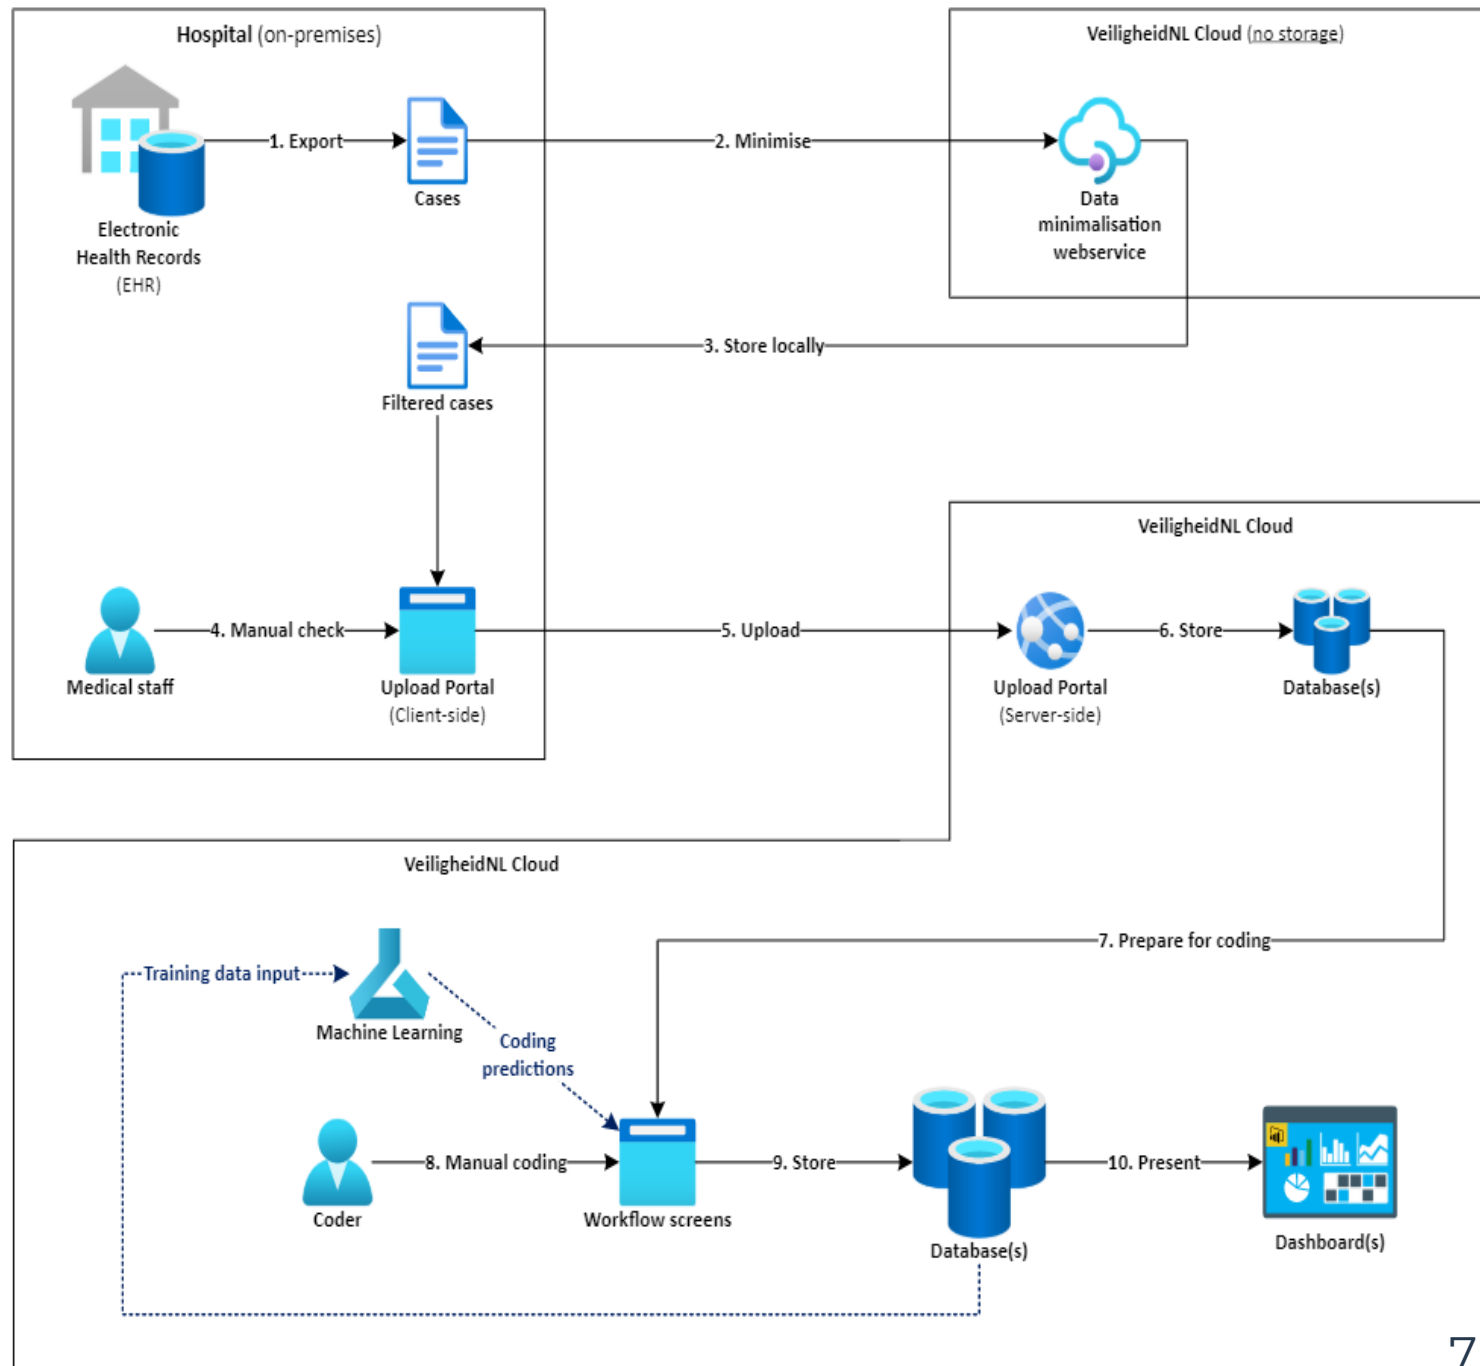 Hospital (on-premises)
VeiligheidNL Cloud (no storage)
1. Export
2. Minimise
Cases
Data
minimalisation
webservice
Electronic
Health Records
(EHR)
3. Store locally
Filtered cases
VeiligheidNL Cloud
4. Manual check
5. Upload
6. Store
Medical staff
Upload Portal
(Client-side)
Upload Portal
(Server-side)
Database(s)
VeiligheidNL Cloud
7. Prepare for coding
Training data input
Machine Learning
Coding
predictions
8. Manual coding
9. Store
10. Present
Coder
Workflow screens
Database(s)
Dashboard(s)
7